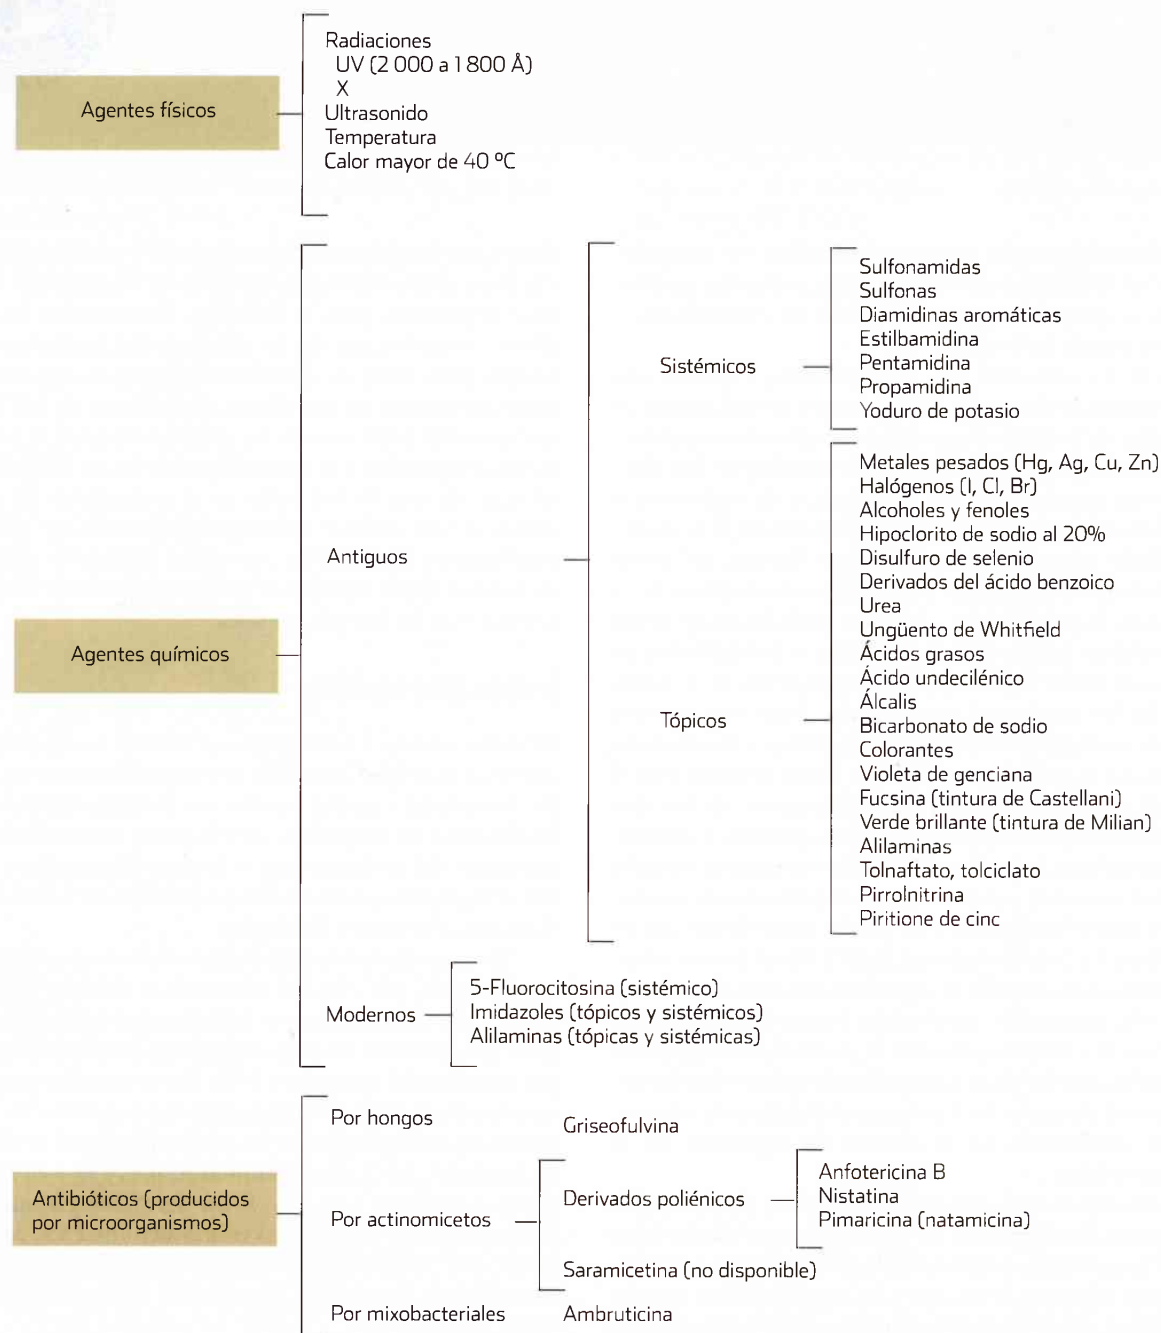 Agentes físicos
Radiaciones
UV (2 000 a 1 800 Å)
X
Ultrasonido
Temperatura
Calor mayor de 40 ºC
Agentes químicos
Antiguos
Sistémicos
Sulfonamidas
Sulfonas
Diamidinas aromáticas
Estilbamidina
Pentamidina
Propamidina
Yoduro de potasio
Tópicos
Metales pesados (Hg, Ag, Cu, Zn)
Halógenos (I, Cl, Br)
Alcoholes y fenoles
Hipoclorito de sodio al 20%
Disulfuro de selenio
Derivados del ácido benzoico
Urea
Ungüento de Whitfield
Ácidos grasos
Ácido undecilénico
Álcalis
Bicarbonato de sodio
Colorantes
Violeta de genciana
Fucsina (tintura de Castellani)
Verde brillante (tintura de Milian)
Alilaminas
Tolnaftato, tolciclato
Pirrolnitrina
Piritione de cinc
Modernos
5-Fluorocitosina (sistémico)
Imidazoles (tópicos y sistémicos)
Alilaminas (tópicas y sistémicas)
Antibióticos (producidos
por microorganismos)
Por hongos
Griseofulvina
Por actinomicetos
Derivados poliénicos
Anfotericina B
Nistatina
Pimaricina (natamicina)
Saramicetina (no disponible)
Por mixobacteriales
Ambruticina